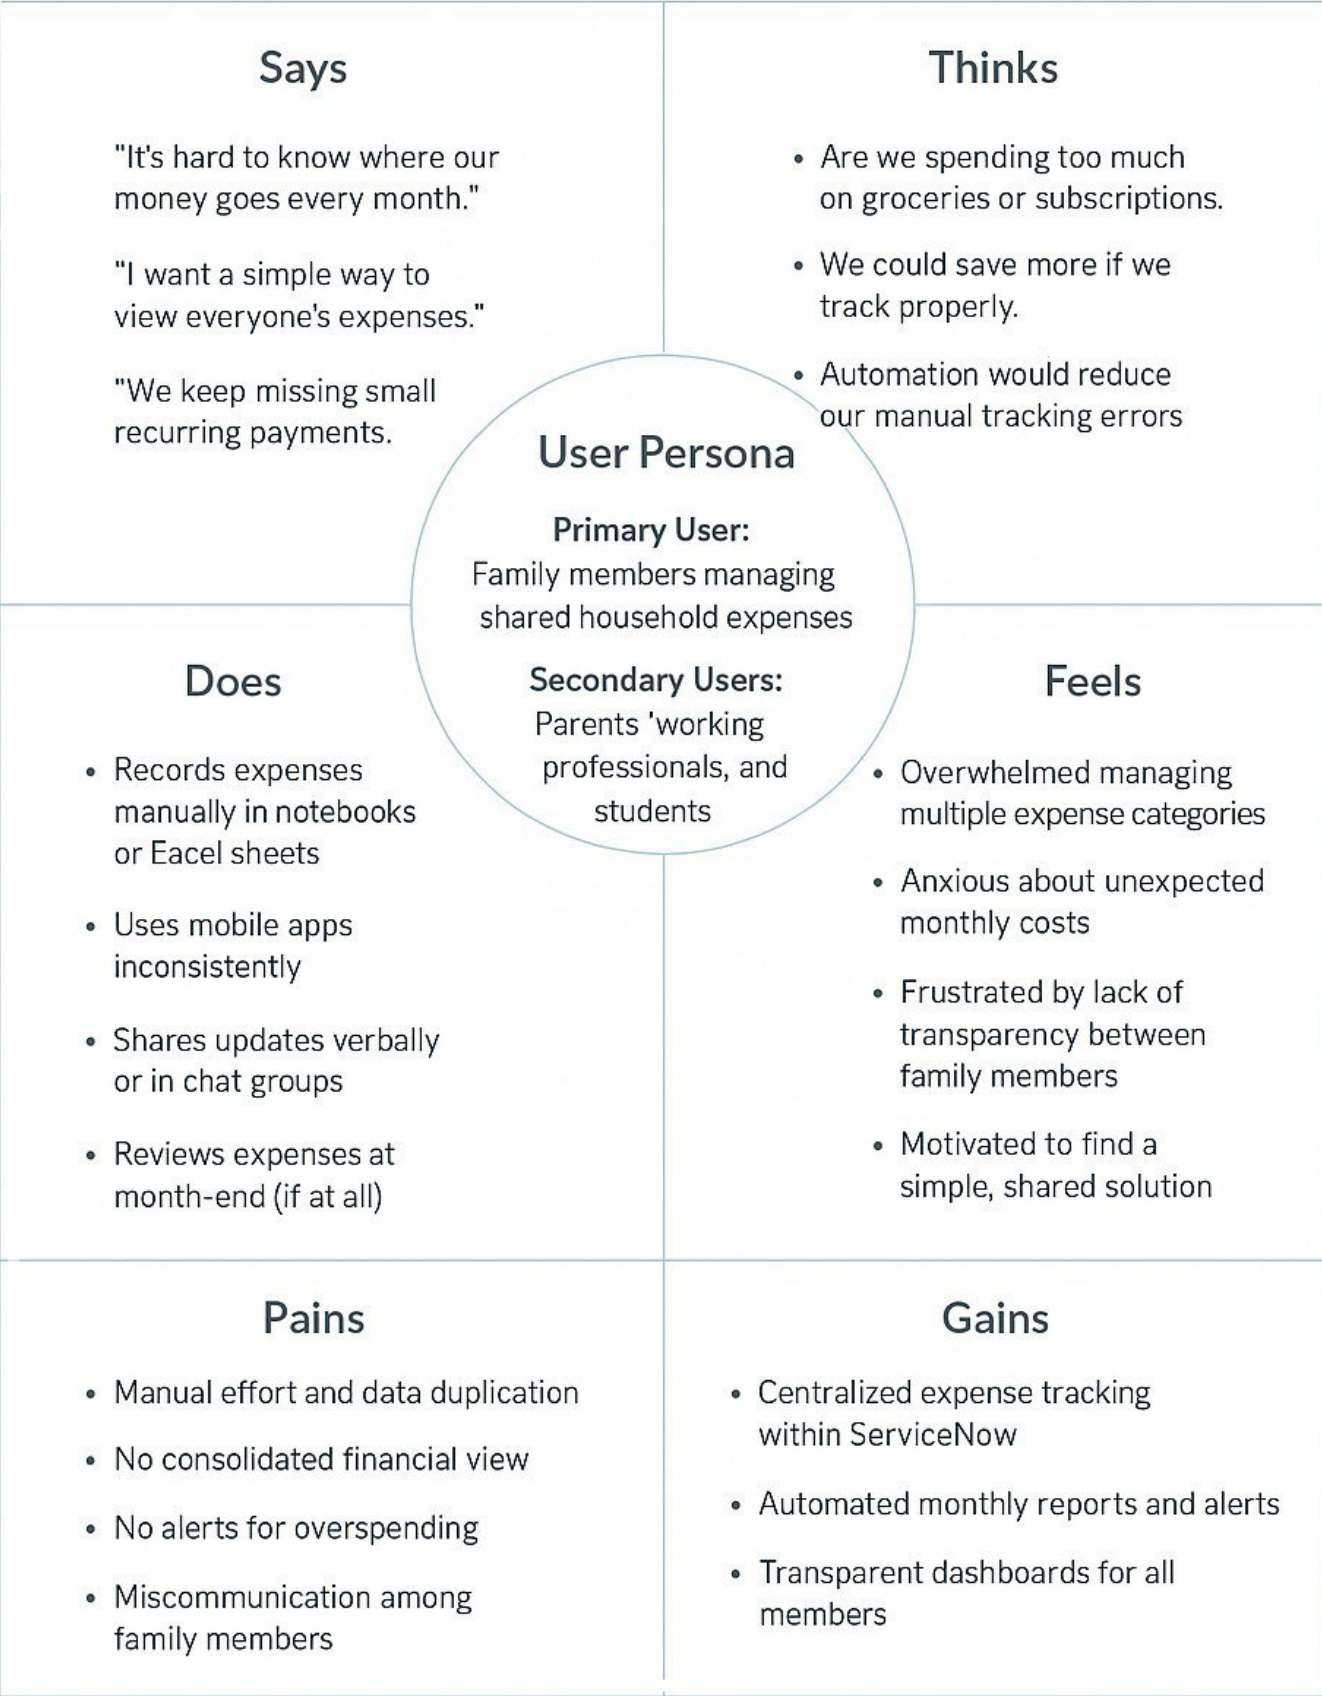 Says
"It's hard to know where our
money goes every month."
"I want a simple way to
view everyone's expenses."
"We keep missing small
recurring payments.
Thinks
• Are we spending too much
on groceries or subscriptions.
• We could save more if we
track properly.
• Automation would reduce
our manual tracking errors
User Persona
Primary User:
Family members managing
shared household expenses
Secondary Users:
Parents 'working
professionals, and
students
Does
• Records expenses
manually in notebooks
or Eacel sheets
• Uses mobile apps
inconsistently
• Shares updates verbally
or in chat groups
• Reviews expenses at
month-end (if at all)
Feels
• Overwhelmed managing
multiple expense categories
• Anxious about unexpected
monthly costs
• Frustrated by lack of
transparency between
family members
• Motivated to find a
simple, shared solution
Pains
• Manual effort and data duplication
• No consolidated financial view
• No alerts for overspending
• Miscommunication among
family members
Gains
• Centralized expense tracking
within ServiceNow
• Automated monthly reports and alerts
• Transparent dashboards for all
members